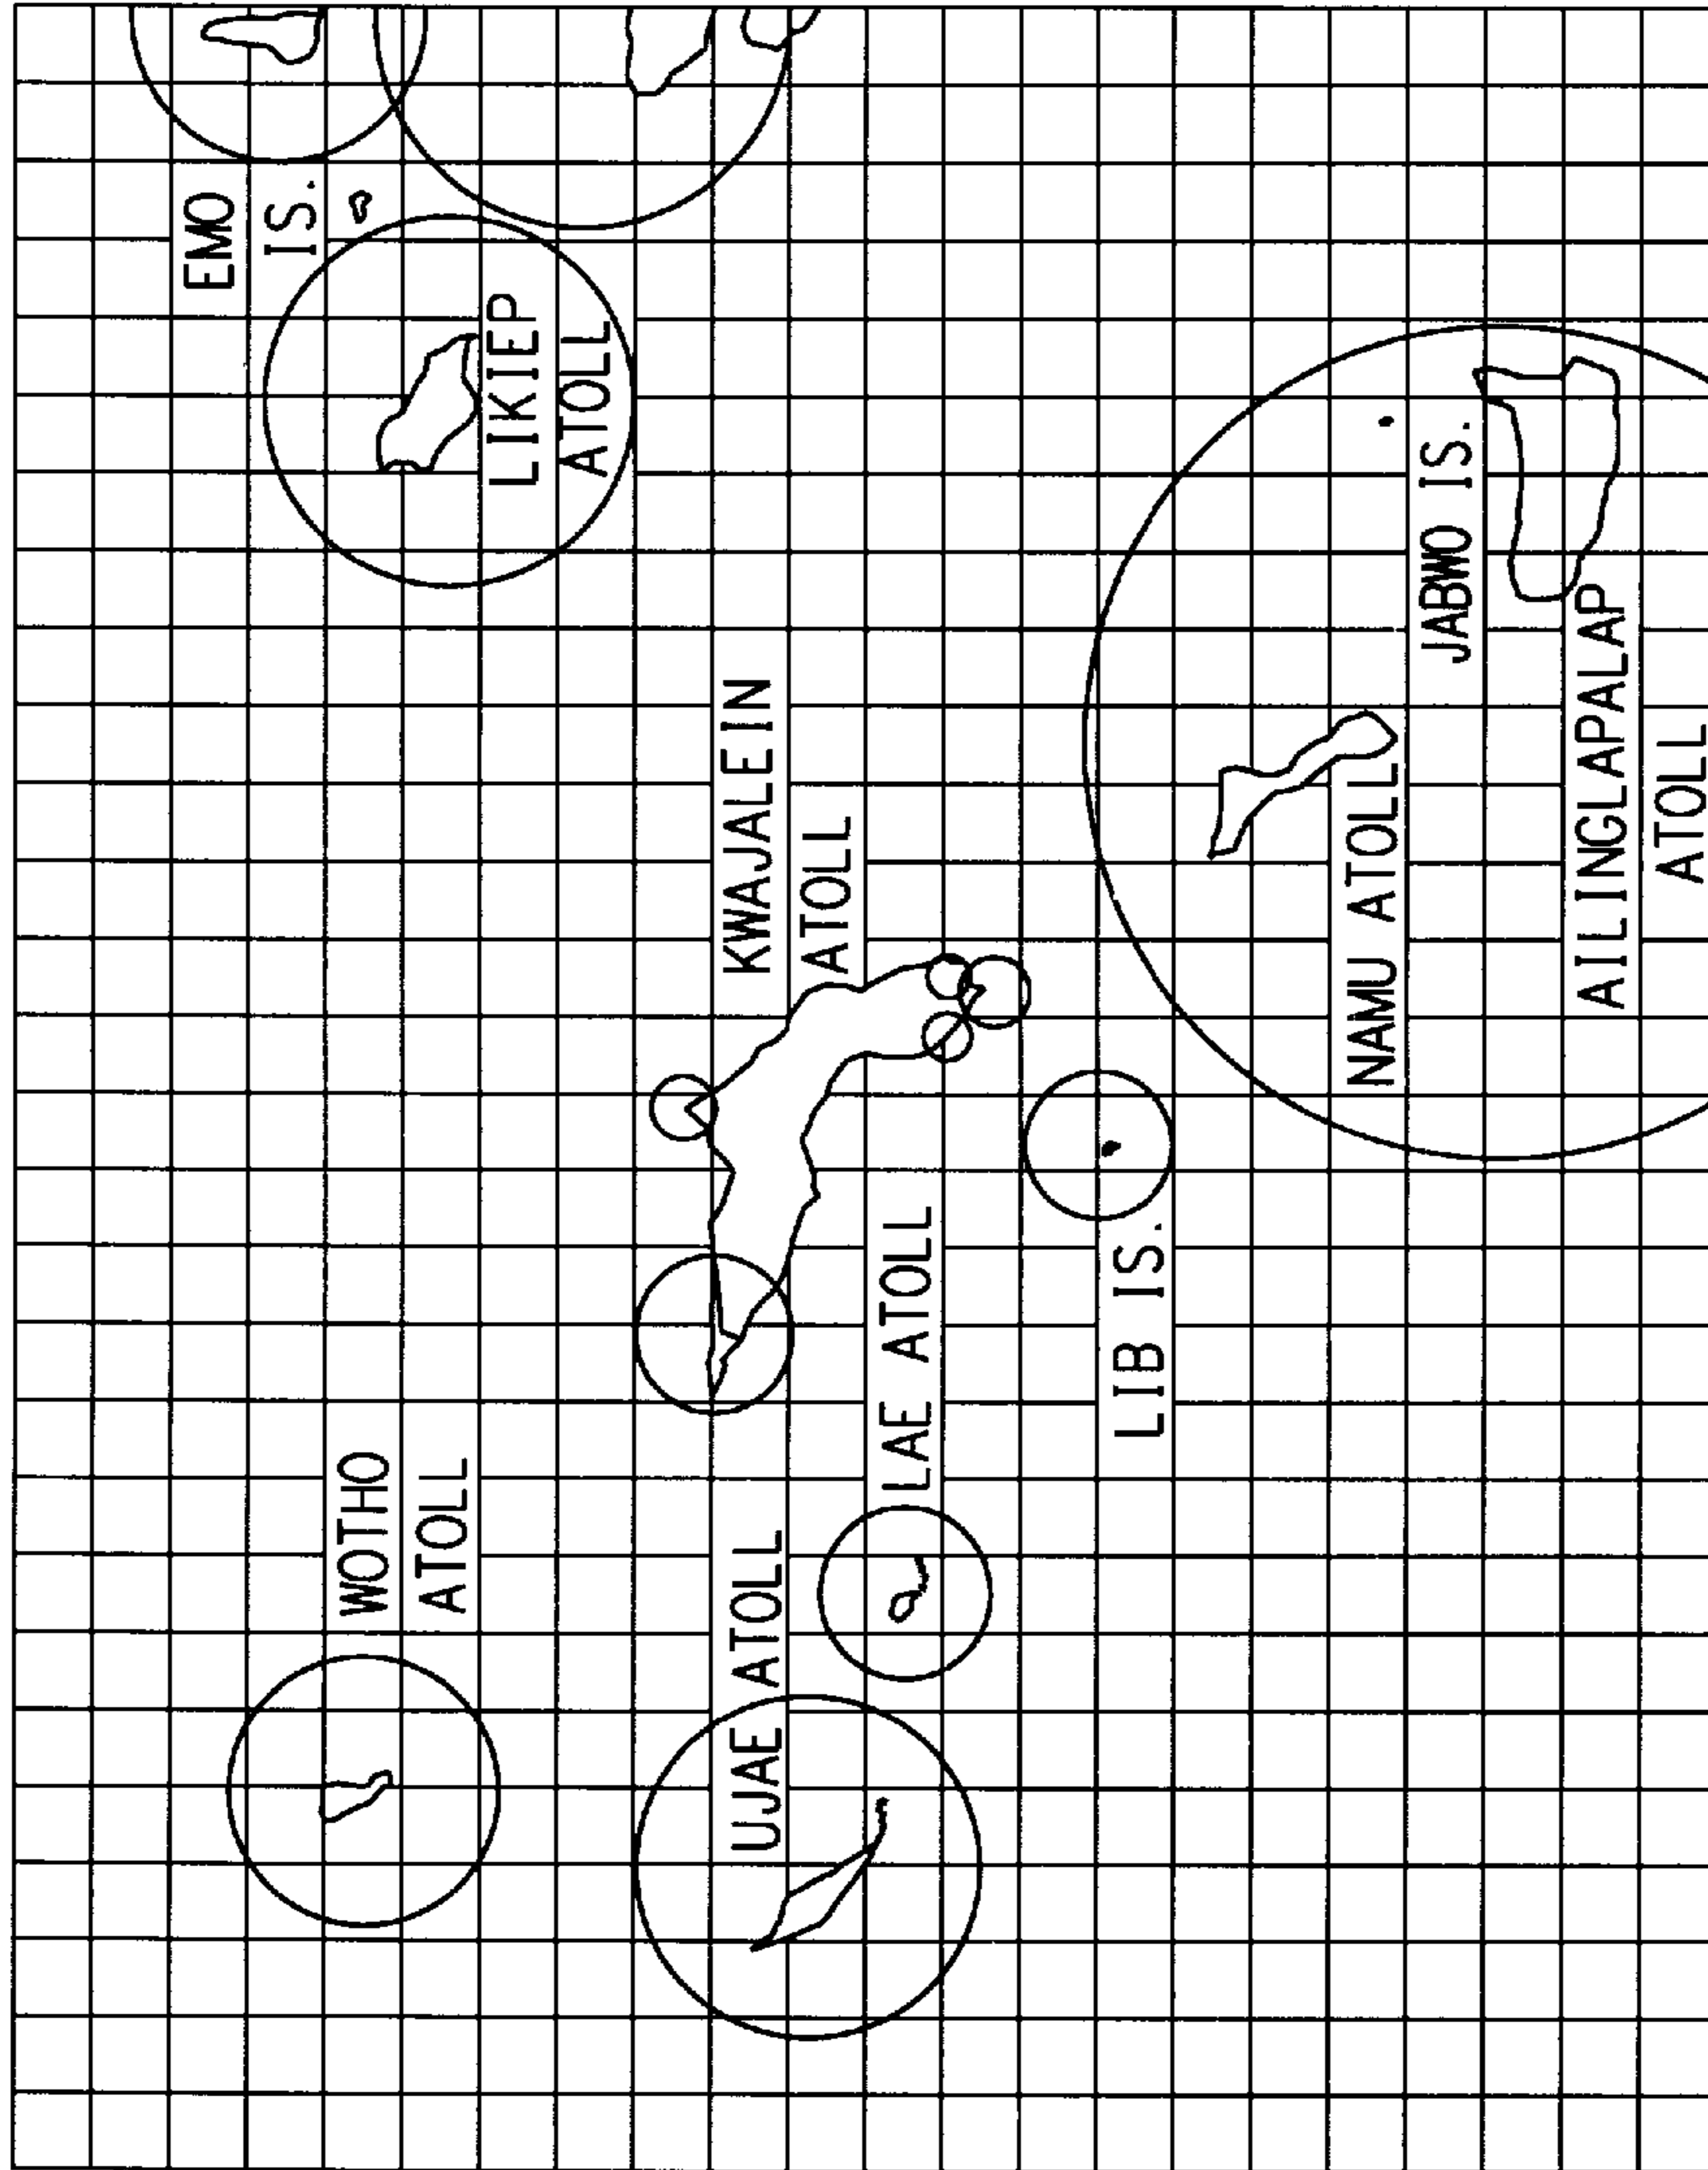 EMO
IS.
LIKIEP
ATOLL
WOTHO
ATOLL
KWAJALEIN
ATOLL
UJAE ATOLL
LAE ATOLL
LIB IS.
NAMU ATOLL
JABWO IS.
AILINGLAPALAP
ATOLL